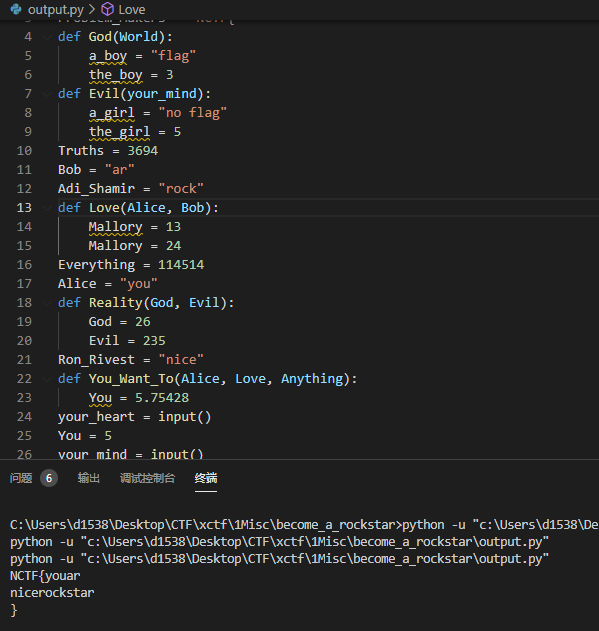 output.py > Love
4 def God(World):
5 a_boy = "flag"
6 the_boy = 3
7 def Evil(your_mind):
8 a_girl = "no flag"
9 the_girl = 5
10 Truths = 3694
11 Bob = "ar"
12 Adi_Shamir = "rock"
13 def Love(Alice, Bob):
14 Mallory = 13
15 Mallory = 24
16 Everything = 114514
17 Alice = "you"
18 def Reality(God, Evil):
19 God = 26
20 Evil = 235
21 Ron_Rivest = "nice"
22 def You_Want_To(Alice, Love, Anything):
23 You = 5.75428
24 your_heart = input()
25 You = 5
26 your_mind = input()
问题 6 输出 调试控制台 终端
C:\Users\d1538\Desktop\CTF\xctf\1Misc\become_a_rockstar>python -u "c:\Users\d1538\De
python -u "c:\Users\d1538\Desktop\CTF\xctf\1Misc\become_a_rockstar\output.py"
python -u "c:\Users\d1538\Desktop\CTF\xctf\1Misc\become_a_rockstar\output.py"
NCTF{youar
nicerockstar
}